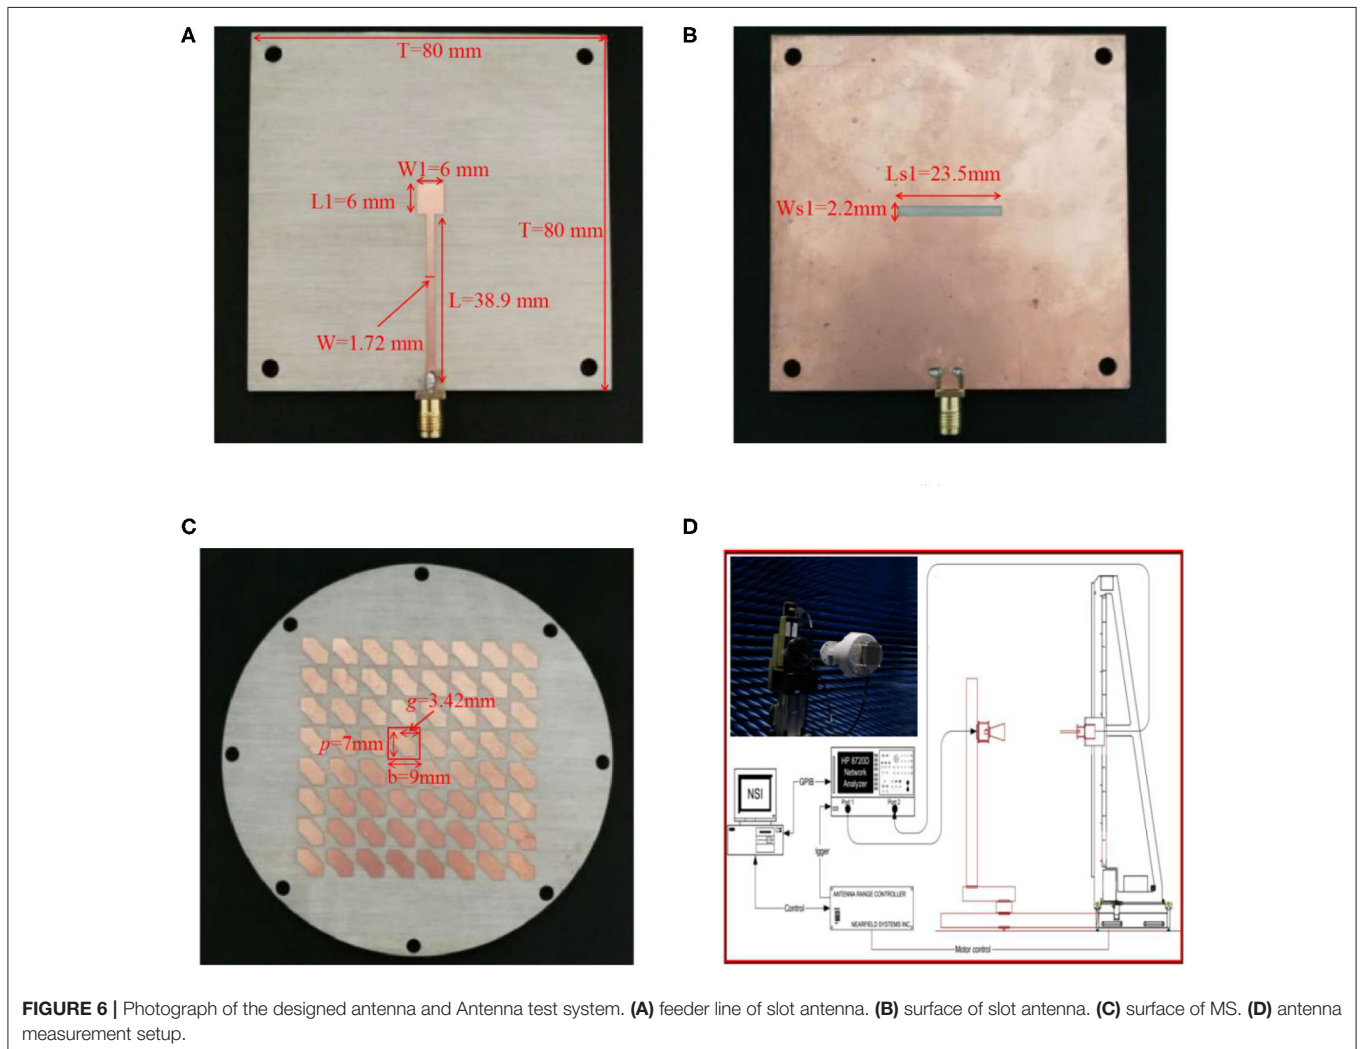 A
T=80 mm
W1=6 mm
L1=6 mm
T=80 mm
L=38.9 mm
W=1.72 mm
B
Ls1=23.5mm
Ws1=2.2mm
C
g=3.42mm
p=7mm
b=9mm
D
HP 8720D
Network
Analyzer
NSI
GPIB
Port 1
Port 2
igger
ANTENNA RANGE CONTROLLER
Control
NEARFIELD SYSTEMS INC.
Motor control
FIGURE 6 | Photograph of the designed antenna and Antenna test system. (A) feeder line of slot antenna. (B) surface of slot antenna. (C) surface of MS. (D) antenna
measurement setup.